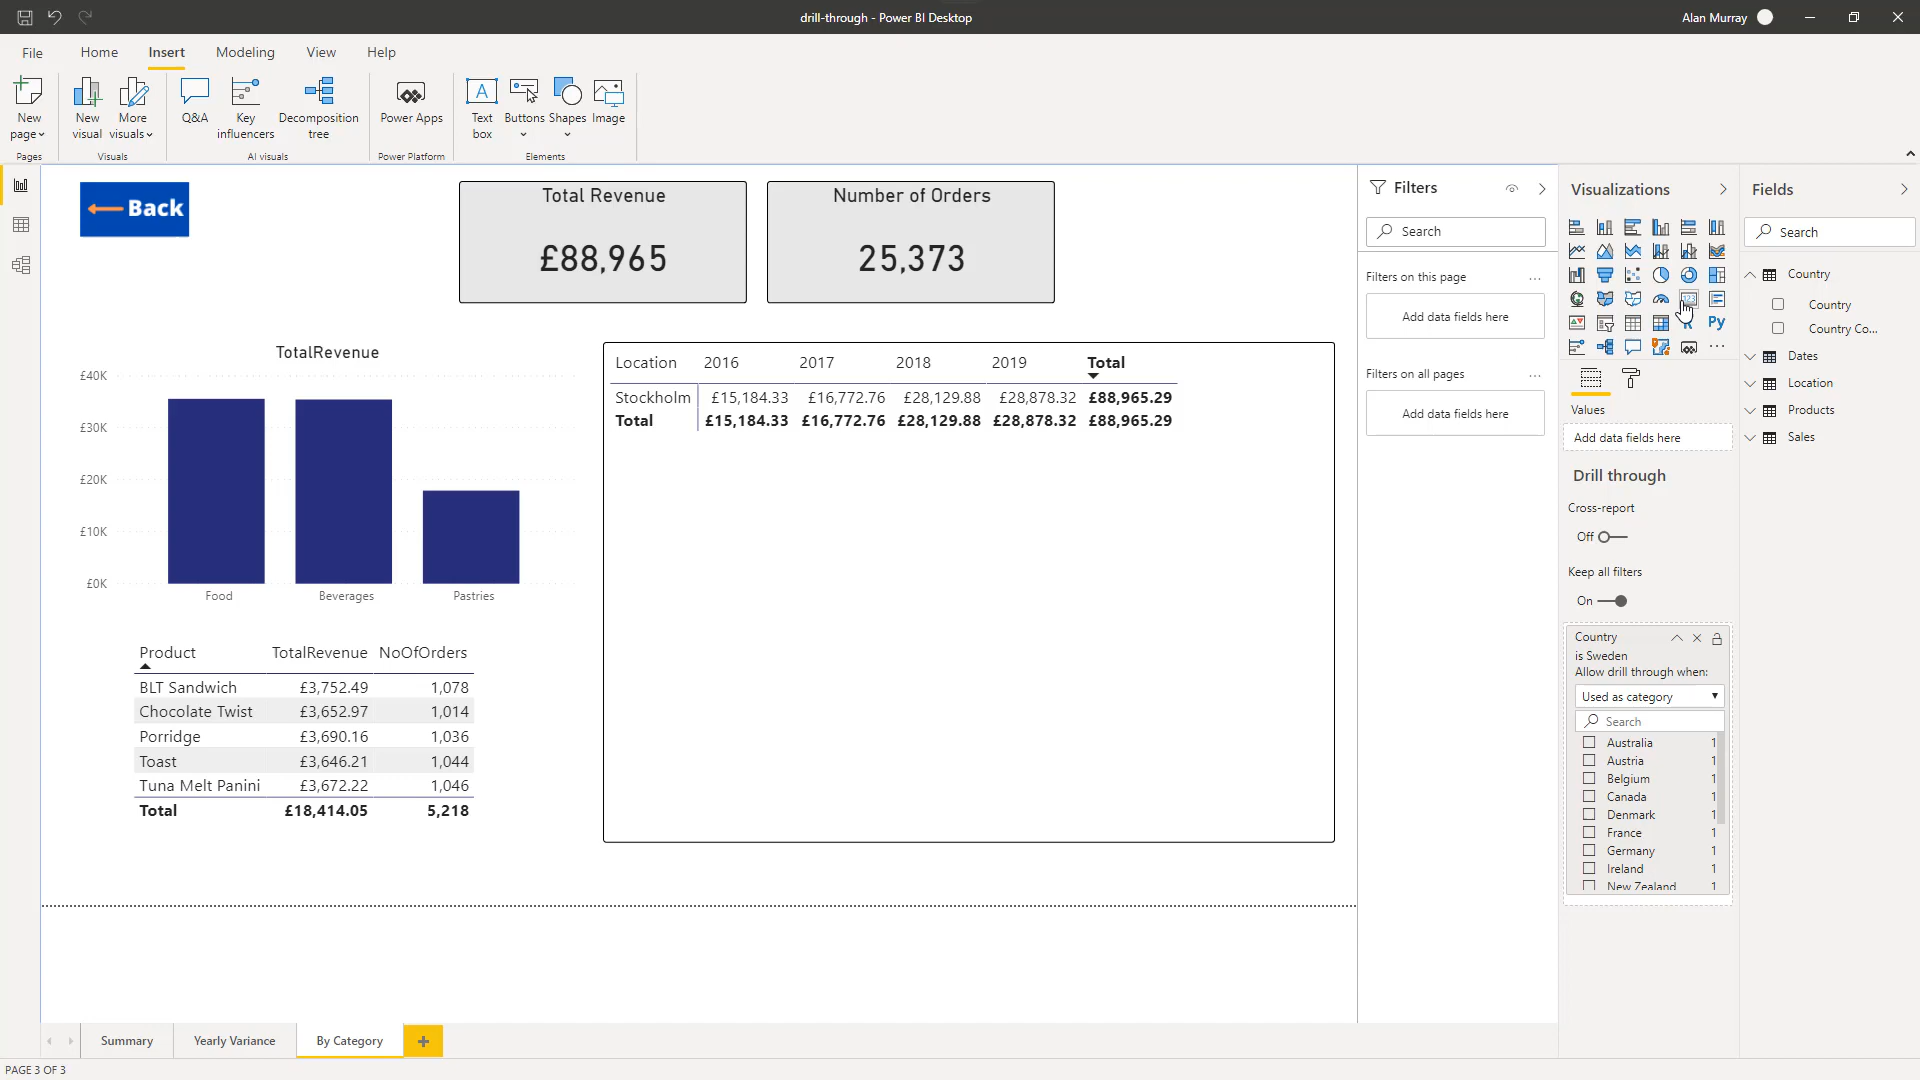 drill-through - Power BI Desktop
Alan Murray
File
Home
Insert
Modeling
View
Help
New page
New visual
More visuals
Q&A
Key influencers
Decomposition tree
Power Apps
Text box
Buttons
Shapes
Image
Pages
Visuals
AI visuals
Power Platform
Elements
Back
Total Revenue
£88,965
Number of Orders
25,373
TotalRevenue
£40K
£30K
£20K
£10K
£0K
Food
Beverages
Pastries
Location 2016 2017 2018 2019 Total
Stockholm £15,184.33 £16,772.76 £28,129.88 £28,878.32 £88,965.29
Total £15,184.33 £16,772.76 £28,129.88 £28,878.32 £88,965.29
Product TotalRevenue NoOfOrders
BLT Sandwich £3,752.49 1,078
Chocolate Twist £3,652.97 1,014
Porridge £3,690.16 1,036
Toast £3,646.21 1,044
Tuna Melt Panini £3,672.22 1,046
Total £18,414.05 5,218
Filters
Search
Filters on this page ...
Add data fields here
Filters on all pages ...
Add data fields here
Visualizations
123
R
Py
...
Values
Add data fields here
Drill through
Cross-report
Off
Keep all filters
On
Country
is Sweden
Allow drill through when:
Used as category
Search
Australia 1
Austria 1
Belgium 1
Canada 1
Denmark 1
France 1
Germany 1
Ireland 1
New Zealand 1
Fields
Search
Country
Country
Country Co...
Dates
Location
Products
Sales
Summary
Yearly Variance
By Category
+
PAGE 3 OF 3